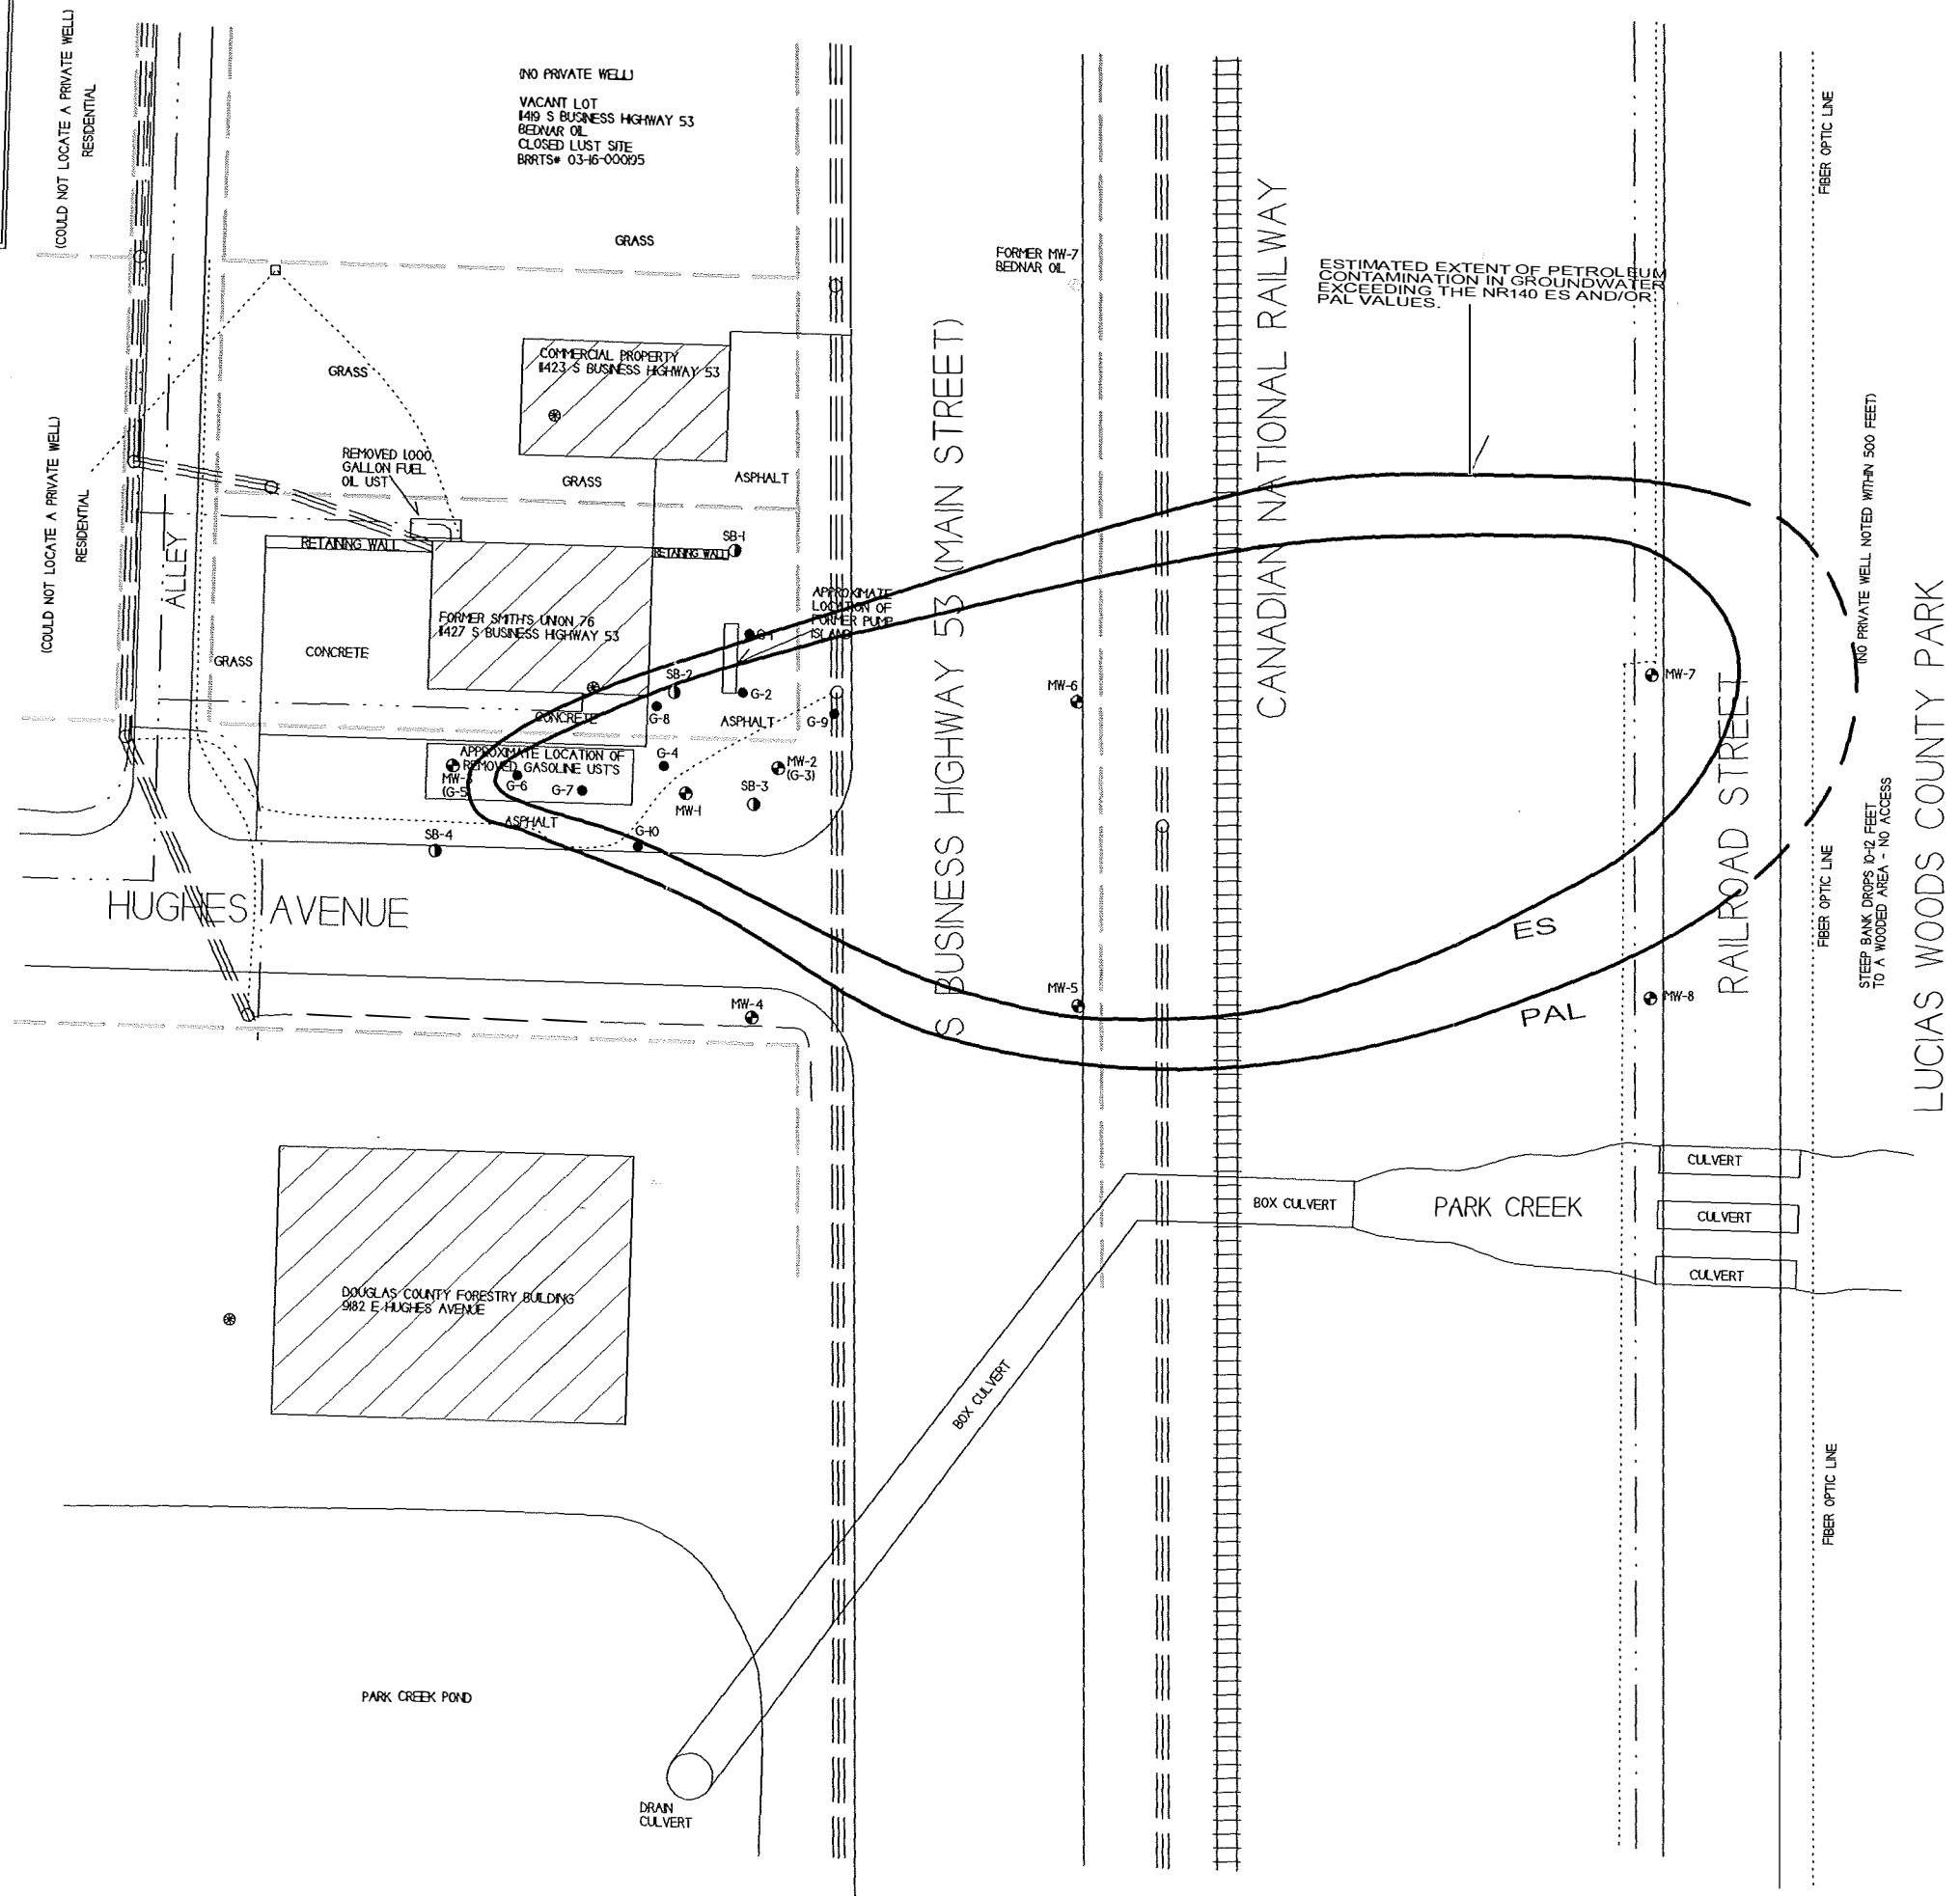 (COULD NOT LOCATE A PRIVATE WELL)
RESIDENTIAL
(NO PRIVATE WELL)
VACANT LOT
11419 S BUSINESS HIGHWAY 53
BEDNAR OIL
CLOSED LUST SITE
BRRTS# 03-16-000195
FIBER OPTIC LINE
GRASS
FORMER MW-7
BEDNAR OIL
CANADIAN NATIONAL RAILWAY
ESTIMATED EXTENT OF PETROLEUM
CONTAMINATION IN GROUNDWATER
EXCEEDING THE NR140 ES AND/OR
PAL VALUES.
COMMERCIAL PROPERTY
11423 S BUSINESS HIGHWAY 53
GRASS
(COULD NOT LOCATE A PRIVATE WELL)
RESIDENTIAL
REMOVED 1,000
GALLON FUEL
OIL UST
GRASS
ASPHALT
S BUSINESS HIGHWAY 53 (MAIN STREET)
(NO PRIVATE WELL NOTED WITHIN 500 FEET)
ALLEY
RETAINING WALL
RETAINING WALL
SB-1
APPROXIMATE
LOCATION OF
FORMER PUMP
ISLAND
FORMER SMITH'S UNION 76
11427 S BUSINESS HIGHWAY 53
G-1
GRASS
CONCRETE
SB-2
G-2
MW-6
MW-7
G-8
CONCRETE
ASPHALT
G-9
APPROXIMATE LOCATION OF
REMOVED GASOLINE UST'S
G-4
MW-2
(G-3)
(G-5)
G-6
G-7
MW-1
SB-3
ASPHALT
G-10
SB-4
RAILROAD STREET
FIBER OPTIC LINE
STEEP BANK DROPS 10-12 FEET
TO A WOODED AREA - NO ACCESS
LUCIAS WOODS COUNTY PARK
HUGHES AVENUE
ES
PAL
MW-4
MW-5
MW-8
CULVERT
BOX CULVERT
PARK CREEK
CULVERT
CULVERT
DOUGLAS COUNTY FORESTRY BUILDING
9182 E HUGHES AVENUE
BOX CULVERT
FIBER OPTIC LINE
PARK CREEK POND
DRAIN
CULVERT